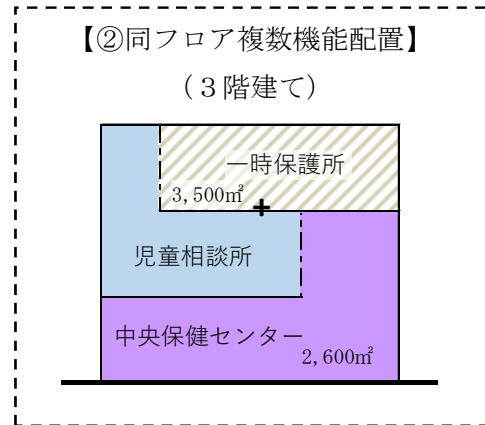 【②同フロア複数機能配置】
（３階建て）
一時保護所
3,500㎡
児童相談所
中央保健センター
2,600㎡